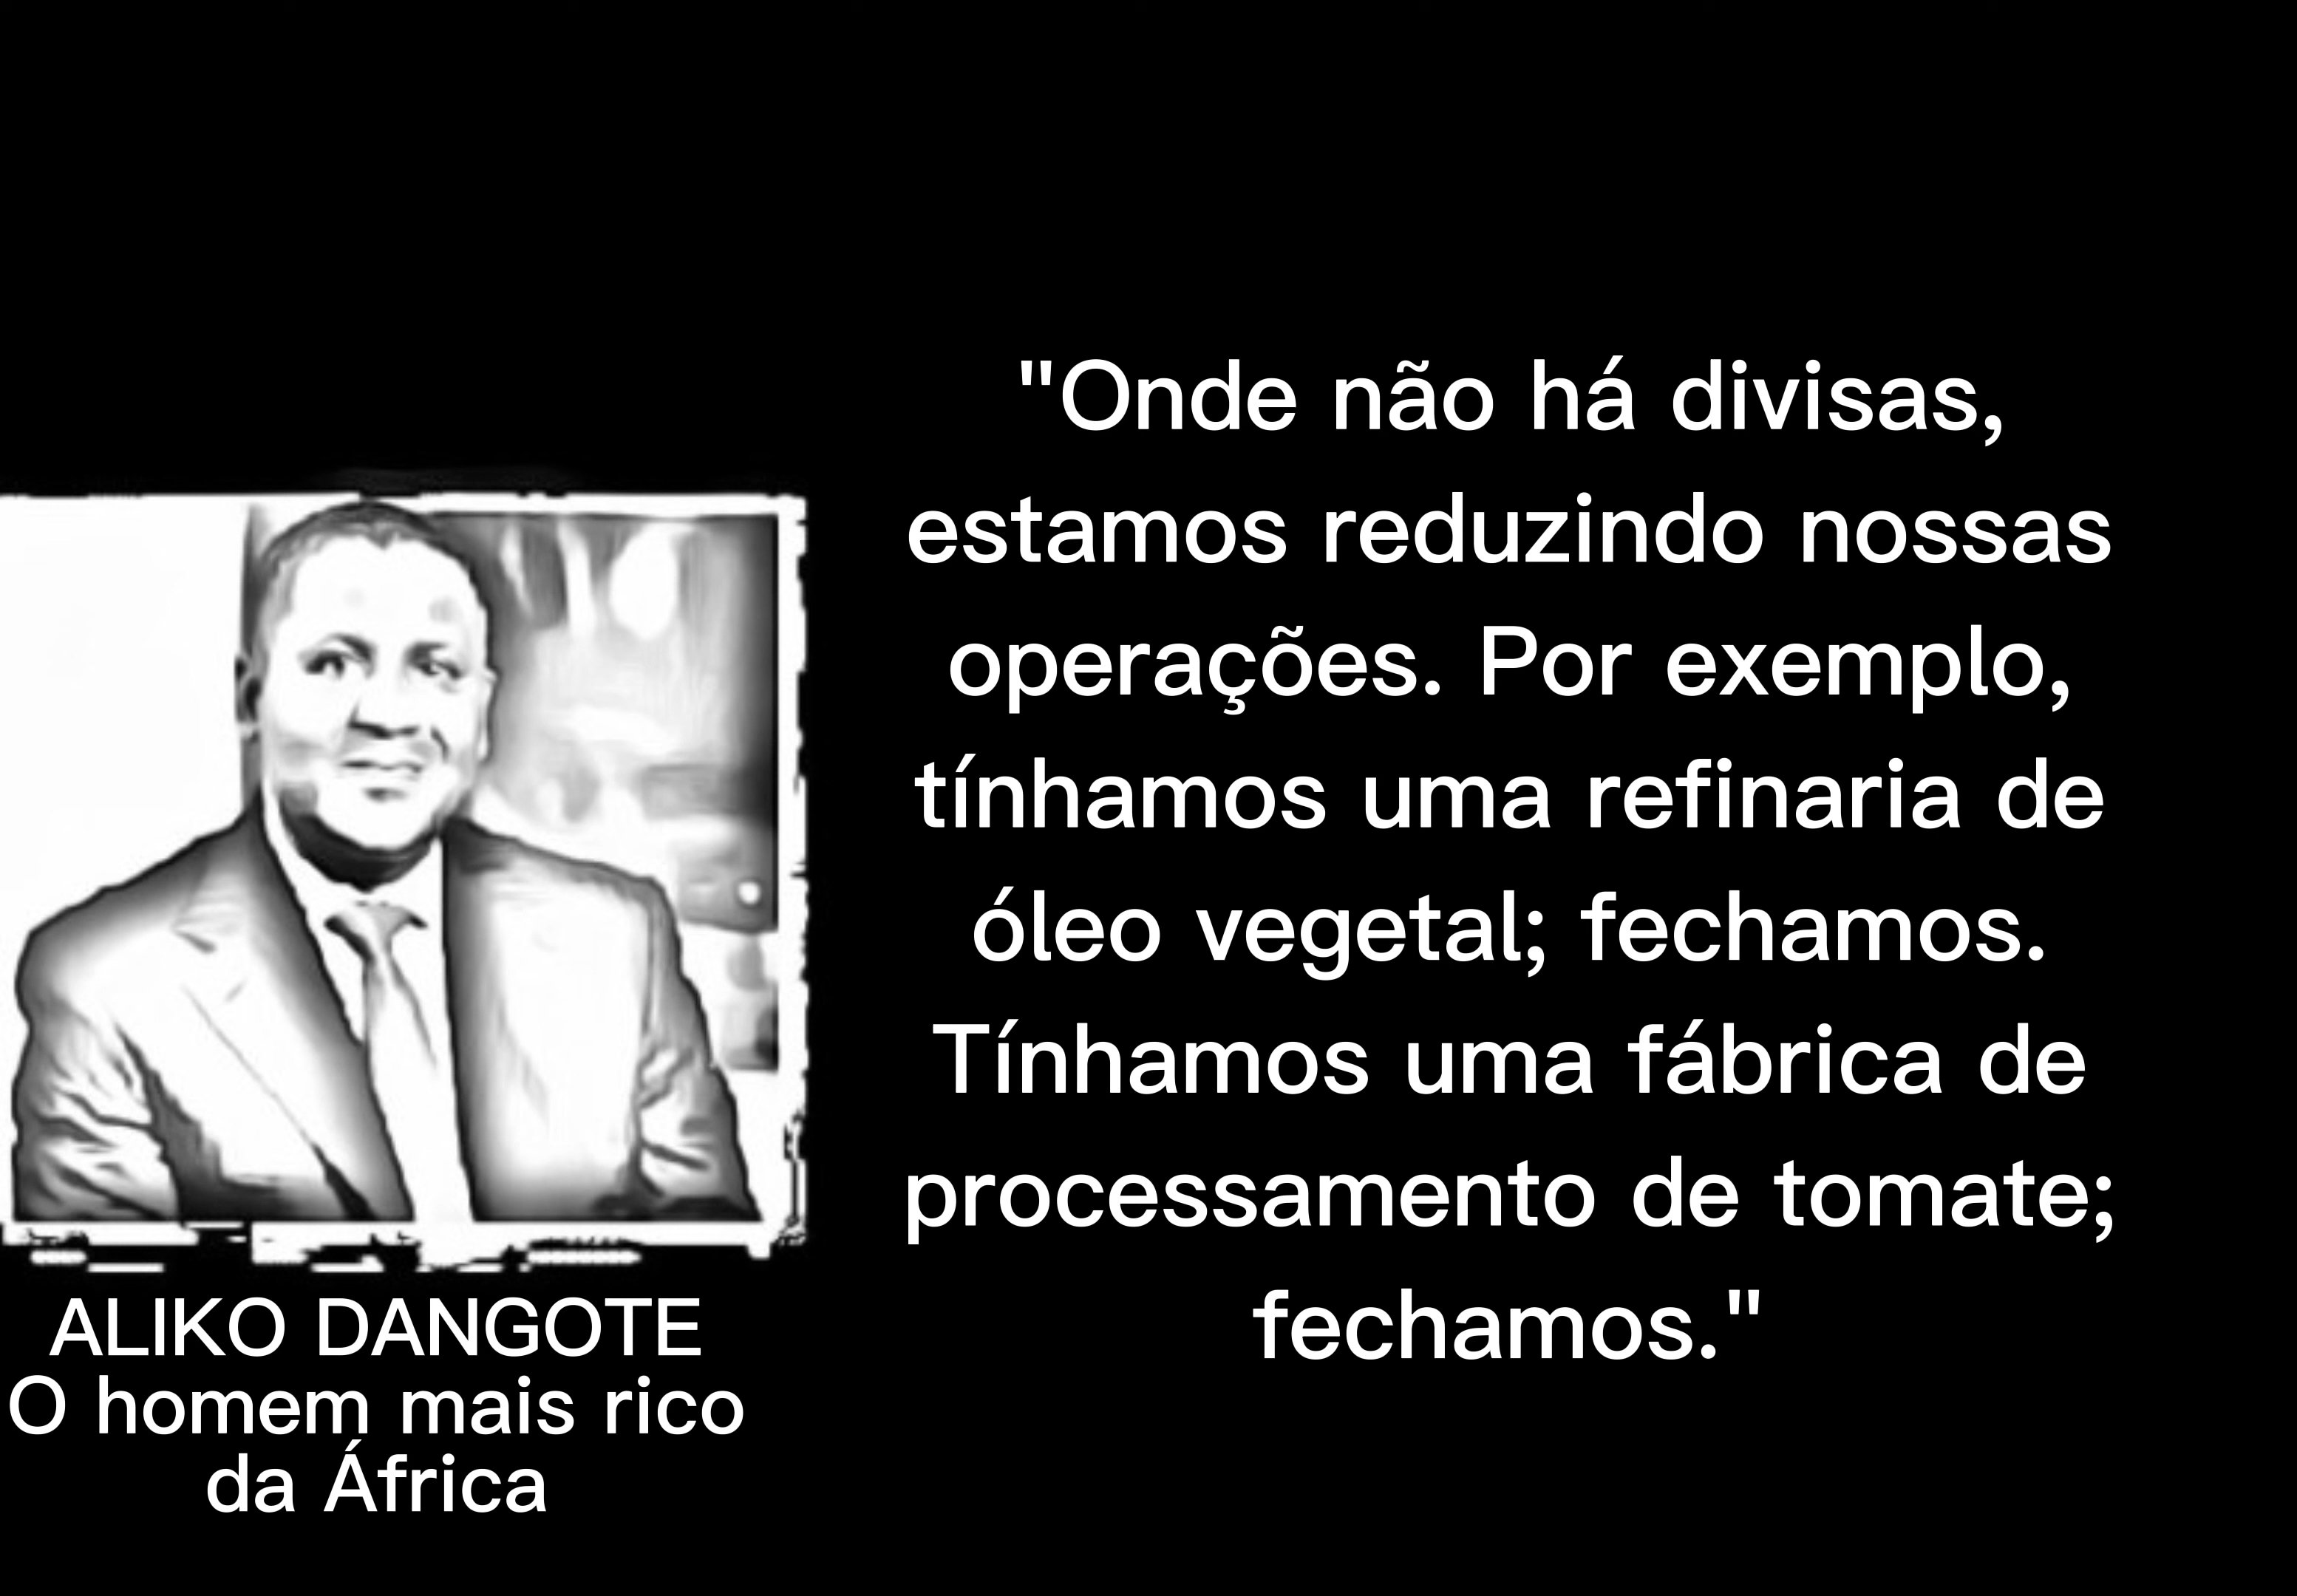 "Onde não há divisas,
estamos reduzindo nossas
operações. Por exemplo,
tínhamos uma refinaria de
óleo vegetal; fechamos.
Tínhamos uma fábrica de
processamento de tomate;
fechamos."
ALIKO DANGOTE
O homem mais rico
da África